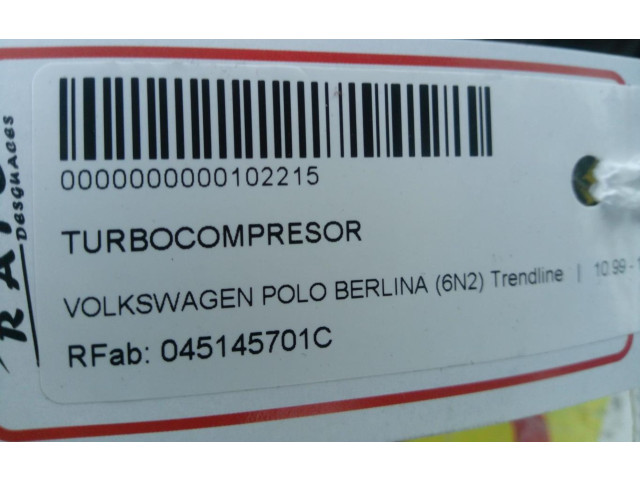 0000000000102215
TURBOCOMPRESOR
VOLKSWAGEN POLO BERLINA (6N2) Trendline | 10.99 -
RFab: 045145701C
Desguaces